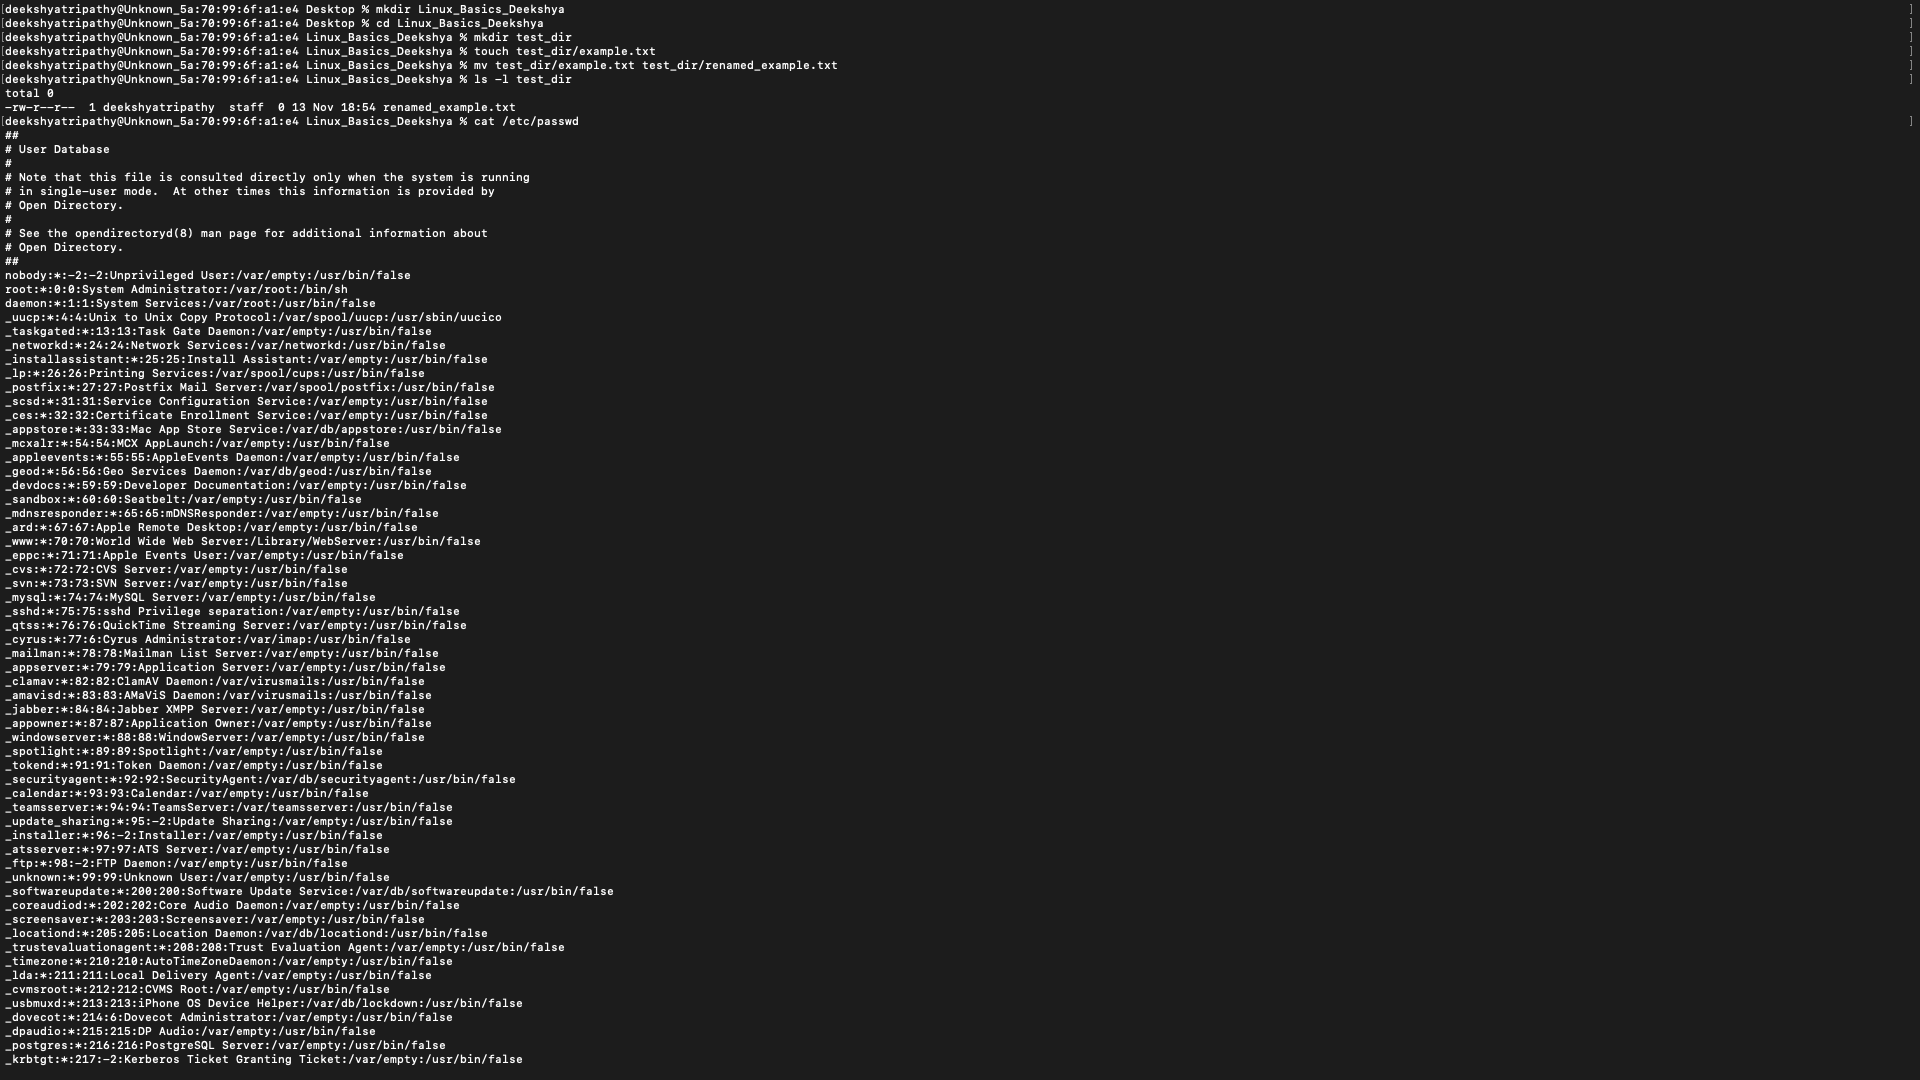 [deekshyatripathy@Unknown_5a:70:99:6f:a1:e4 Desktop % mkdir Linux_Basics_Deekshya ]
[deekshyatripathy@Unknown_5a:70:99:6f:a1:e4 Desktop % cd Linux_Basics_Deekshya ]
[deekshyatripathy@Unknown_5a:70:99:6f:a1:e4 Linux_Basics_Deekshya % mkdir test_dir ]
[deekshyatripathy@Unknown_5a:70:99:6f:a1:e4 Linux_Basics_Deekshya % touch test_dir/example.txt ]
[deekshyatripathy@Unknown_5a:70:99:6f:a1:e4 Linux_Basics_Deekshya % mv test_dir/example.txt test_dir/renamed_example.txt ]
[deekshyatripathy@Unknown_5a:70:99:6f:a1:e4 Linux_Basics_Deekshya % ls -l test_dir ]
total 0
-rw-r--r--  1 deekshyatripathy  staff  0 13 Nov 18:54 renamed_example.txt
[deekshyatripathy@Unknown_5a:70:99:6f:a1:e4 Linux_Basics_Deekshya % cat /etc/passwd ]
##
# User Database
#
# Note that this file is consulted directly only when the system is running
# in single-user mode.  At other times this information is provided by
# Open Directory.
#
# See the opendirectoryd(8) man page for additional information about
# Open Directory.
##
nobody:*:-2:-2:Unprivileged User:/var/empty:/usr/bin/false
root:*:0:0:System Administrator:/var/root:/bin/sh
daemon:*:1:1:System Services:/var/root:/usr/bin/false
_uucp:*:4:4:Unix to Unix Copy Protocol:/var/spool/uucp:/usr/sbin/uucico
_taskgated:*:13:13:Task Gate Daemon:/var/empty:/usr/bin/false
_networkd:*:24:24:Network Services:/var/networkd:/usr/bin/false
_installassistant:*:25:25:Install Assistant:/var/empty:/usr/bin/false
_lp:*:26:26:Printing Services:/var/spool/cups:/usr/bin/false
_postfix:*:27:27:Postfix Mail Server:/var/spool/postfix:/usr/bin/false
_scsd:*:31:31:Service Configuration Service:/var/empty:/usr/bin/false
_ces:*:32:32:Certificate Enrollment Service:/var/empty:/usr/bin/false
_appstore:*:33:33:Mac App Store Service:/var/db/appstore:/usr/bin/false
_mcxalr:*:54:54:MCX AppLaunch:/var/empty:/usr/bin/false
_appleevents:*:55:55:AppleEvents Daemon:/var/empty:/usr/bin/false
_geod:*:56:56:Geo Services Daemon:/var/db/geod:/usr/bin/false
_devdocs:*:59:59:Developer Documentation:/var/empty:/usr/bin/false
_sandbox:*:60:60:Seatbelt:/var/empty:/usr/bin/false
_mdnsresponder:*:65:65:mDNSResponder:/var/empty:/usr/bin/false
_ard:*:67:67:Apple Remote Desktop:/var/empty:/usr/bin/false
_www:*:70:70:World Wide Web Server:/Library/WebServer:/usr/bin/false
_eppc:*:71:71:Apple Events User:/var/empty:/usr/bin/false
_cvs:*:72:72:CVS Server:/var/empty:/usr/bin/false
_svn:*:73:73:SVN Server:/var/empty:/usr/bin/false
_mysql:*:74:74:MySQL Server:/var/empty:/usr/bin/false
_sshd:*:75:75:sshd Privilege separation:/var/empty:/usr/bin/false
_qtss:*:76:76:QuickTime Streaming Server:/var/empty:/usr/bin/false
_cyrus:*:77:6:Cyrus Administrator:/var/imap:/usr/bin/false
_mailman:*:78:78:Mailman List Server:/var/empty:/usr/bin/false
_appserver:*:79:79:Application Server:/var/empty:/usr/bin/false
_clamav:*:82:82:ClamAV Daemon:/var/virusmails:/usr/bin/false
_amavisd:*:83:83:AMaViS Daemon:/var/virusmails:/usr/bin/false
_jabber:*:84:84:Jabber XMPP Server:/var/empty:/usr/bin/false
_appowner:*:87:87:Application Owner:/var/empty:/usr/bin/false
_windowserver:*:88:88:WindowServer:/var/empty:/usr/bin/false
_spotlight:*:89:89:Spotlight:/var/empty:/usr/bin/false
_tokend:*:91:91:Token Daemon:/var/empty:/usr/bin/false
_securityagent:*:92:92:SecurityAgent:/var/db/securityagent:/usr/bin/false
_calendar:*:93:93:Calendar:/var/empty:/usr/bin/false
_teamsserver:*:94:94:TeamsServer:/var/teamsserver:/usr/bin/false
_update_sharing:*:95:-2:Update Sharing:/var/empty:/usr/bin/false
_installer:*:96:-2:Installer:/var/empty:/usr/bin/false
_atsserver:*:97:97:ATS Server:/var/empty:/usr/bin/false
_ftp:*:98:-2:FTP Daemon:/var/empty:/usr/bin/false
_unknown:*:99:99:Unknown User:/var/empty:/usr/bin/false
_softwareupdate:*:200:200:Software Update Service:/var/db/softwareupdate:/usr/bin/false
_coreaudiod:*:202:202:Core Audio Daemon:/var/empty:/usr/bin/false
_screensaver:*:203:203:Screensaver:/var/empty:/usr/bin/false
_locationd:*:205:205:Location Daemon:/var/db/locationd:/usr/bin/false
_trustevaluationagent:*:208:208:Trust Evaluation Agent:/var/empty:/usr/bin/false
_timezone:*:210:210:AutoTimeZoneDaemon:/var/empty:/usr/bin/false
_lda:*:211:211:Local Delivery Agent:/var/empty:/usr/bin/false
_cvmsroot:*:212:212:CVMS Root:/var/empty:/usr/bin/false
_usbmuxd:*:213:213:iPhone OS Device Helper:/var/db/lockdown:/usr/bin/false
_dovecot:*:214:6:Dovecot Administrator:/var/empty:/usr/bin/false
_dpaudio:*:215:215:DP Audio:/var/empty:/usr/bin/false
_postgres:*:216:216:PostgreSQL Server:/var/empty:/usr/bin/false
_krbtgt:*:217:-2:Kerberos Ticket Granting Ticket:/var/empty:/usr/bin/false